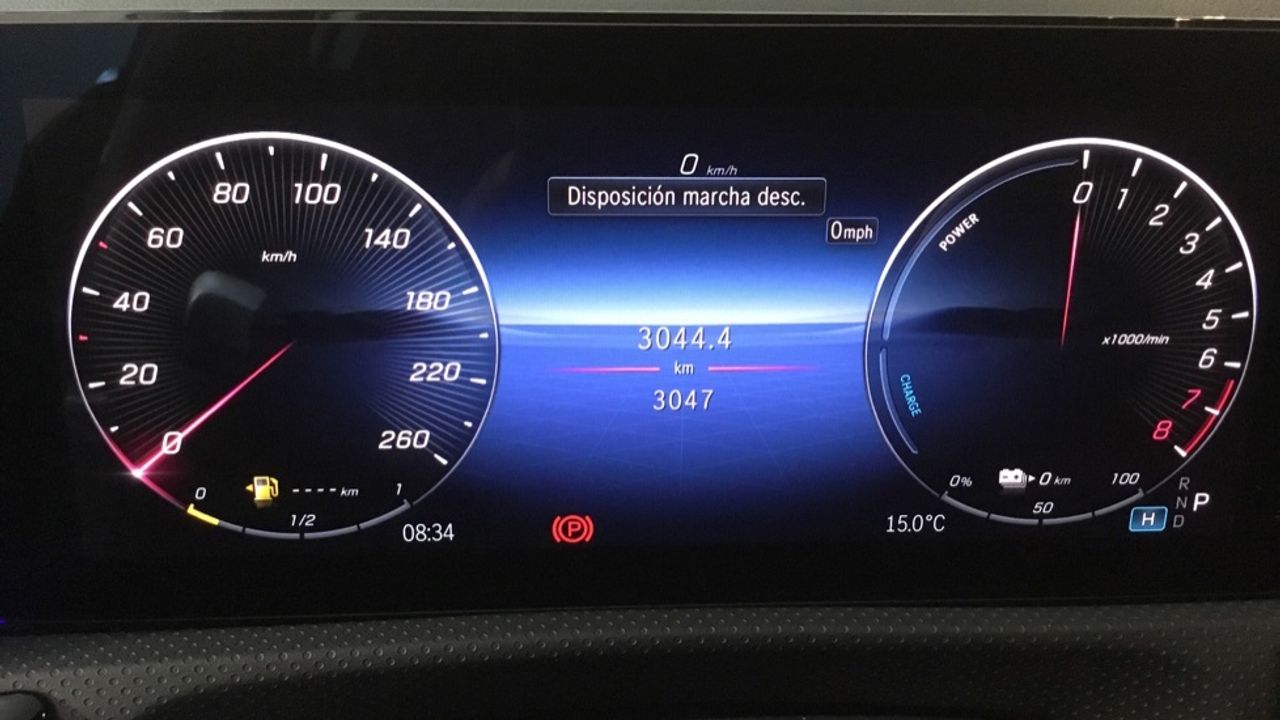 0 km/h
Disposición marcha desc.
0mph
80 100
60 140
km/h
40 180
20 220
0 260
0 ---- km 1
1/2
08:34
3044.4
km
3047
(P)
POWER
CHARGE
0 1
2
3
4
5
x1000/min
6
7
8
0% 0 km 100
50
15.0°C
H
R
N P
D